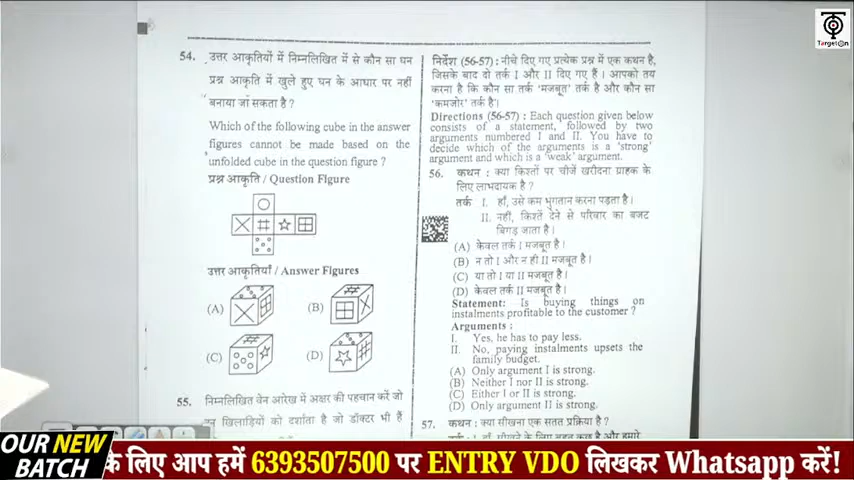 TargetOn
54. उत्तर आकृतियों में निम्नलिखित में से कौन सा घन
प्रश्न आकृति में खुले हुए घन के आधार पर नहीं
बनाया जा सकता है ?
Which of the following cube in the answer
figures cannot be made based on the
unfolded cube in the question figure ?
प्रश्न आकृति / Question Figure
उत्तर आकृतियाँ / Answer Figures
(A)
(B)
(C)
(D)
55. निम्नलिखित वेन आरेख में अक्षर की पहचान करें जो
खिलाड़ियों को दर्शाता है जो डॉक्टर भी हैं
निर्देश (56-57) : नीचे दिए गए प्रत्येक प्रश्न में एक कथन है,
जिसके बाद दो तर्क I और II दिए गए हैं। आपको तय
करना है कि कौन सा तर्क 'मजबूत' तर्क है और कौन सा
'कमजोर' तर्क है।
Directions (56-57) : Each question given below
consists of a statement, followed by two
arguments numbered I and II. You have to
decide which of the arguments is a 'strong'
argument and which is a 'weak' argument.
56. कथन : क्या किश्तों पर चीजें खरीदना ग्राहक के
लिए लाभदायक है ?
तर्क I. हाँ, उसे कम भुगतान करना पड़ता है।
II. नहीं, किश्तें देने से परिवार का बजट
बिगड़ जाता है।
(A) केवल तर्क I मजबूत है।
(B) न तो I और न ही II मजबूत है।
(C) या तो I या II मजबूत है।
(D) केवल तर्क II मजबूत है।
Statement: Is buying things on
instalments profitable to the customer ?
Arguments :
I. Yes, he has to pay less.
II. No, paying instalments upsets the
family budget.
(A) Only argument I is strong.
(B) Neither I nor II is strong.
(C) Either I or II is strong.
(D) Only argument II is strong.
57. कथन : क्या सीखना एक सतत प्रक्रिया है ?
OUR NEW
BATCH
के लिए आप हमें 6393507500 पर ENTRY VDO लिखकर Whatsapp करें!